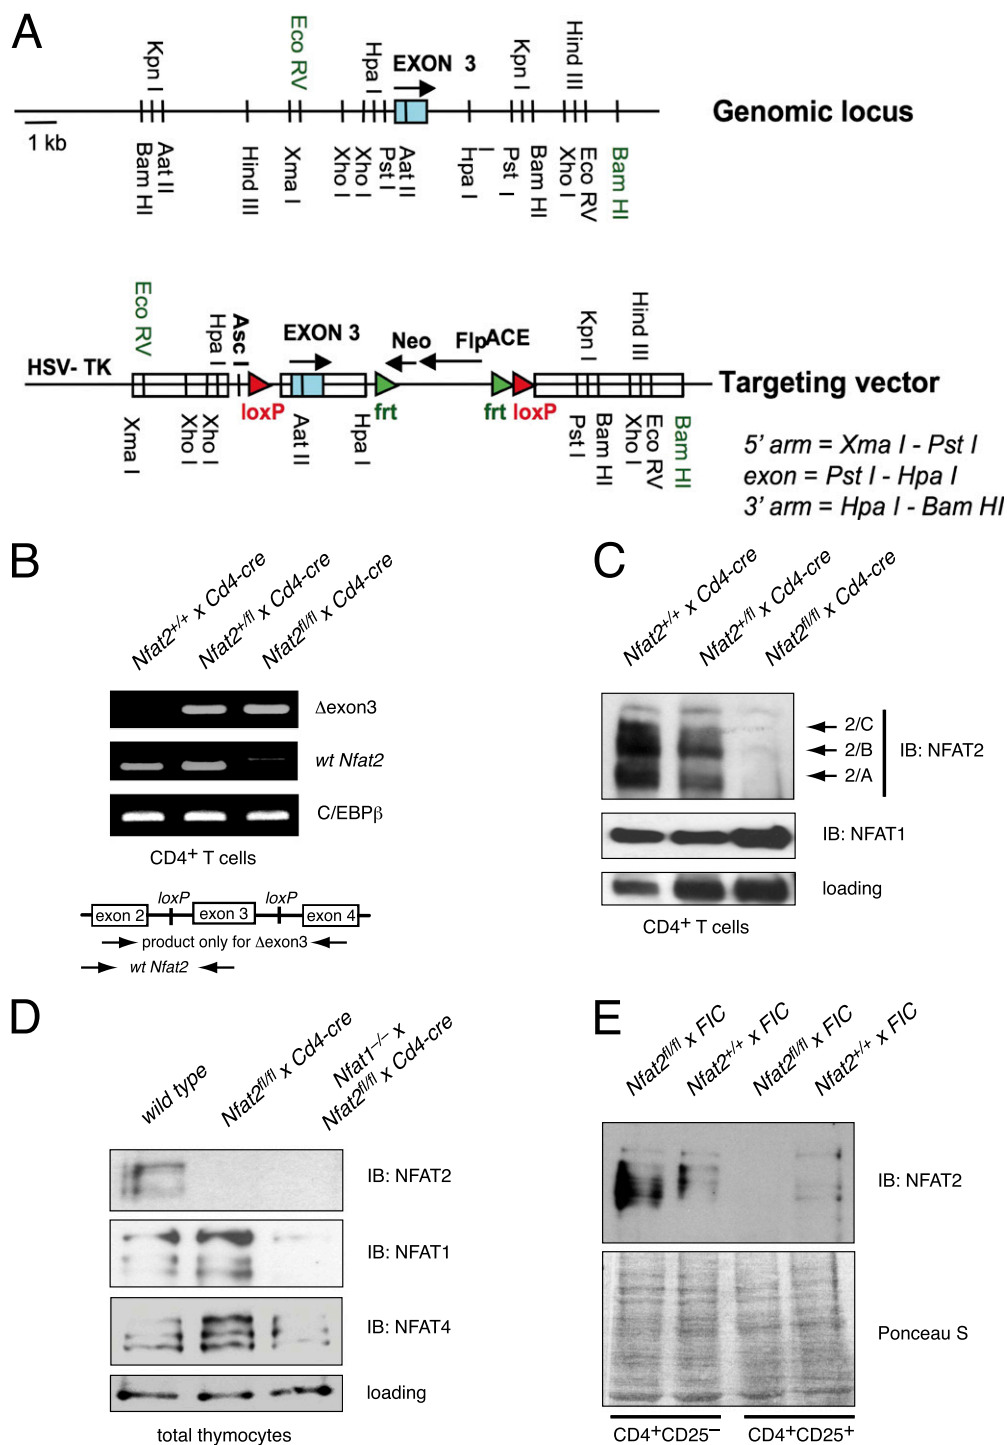 A
Kpn I
Eco RV
Hpa I
EXON 3
Kpn I
Hind III
Genomic locus
1 kb
Bam HI
Aat II
Hind III
Xma I
Xho I
Xho I
Pst I
Aat II
Hpa I
Pst I
Bam HI
Xho I
Eco RV
Bam HI
Eco RV
Hpa I
Asc I
EXON 3
Neo
Flp
ACE
Kpn I
Hind III
HSV- TK
Targeting vector
loxP
frt
frt
loxP
Xma I
Xho I
Xho I
Aat II
Hpa I
Pst I
Bam HI
Xho I
Eco RV
Bam HI
5' arm = Xma I - Pst I
exon = Pst I - Hpa I
3' arm = Hpa I - Bam HI
B
Nfat2+/+ x Cd4-cre
Nfat2+/fl x Cd4-cre
Nfat2fl/fl x Cd4-cre
Δexon3
wt Nfat2
C/EBPβ
CD4+ T cells
loxP
loxP
exon 2
exon 3
exon 4
product only for Δexon3
wt Nfat2
C
Nfat2+/+ x Cd4-cre
Nfat2+/fl x Cd4-cre
Nfat2fl/fl x Cd4-cre
2/C
2/B
2/A
IB: NFAT2
IB: NFAT1
loading
CD4+ T cells
D
wild type
Nfat2fl/fl x Cd4-cre
Nfat1–/– x
Nfat2fl/fl x Cd4-cre
IB: NFAT2
IB: NFAT1
IB: NFAT4
loading
total thymocytes
E
Nfat2fl/fl x FIC
Nfat2+/+ x FIC
Nfat2fl/fl x FIC
Nfat2+/+ x FIC
IB: NFAT2
Ponceau S
CD4+CD25–
CD4+CD25+